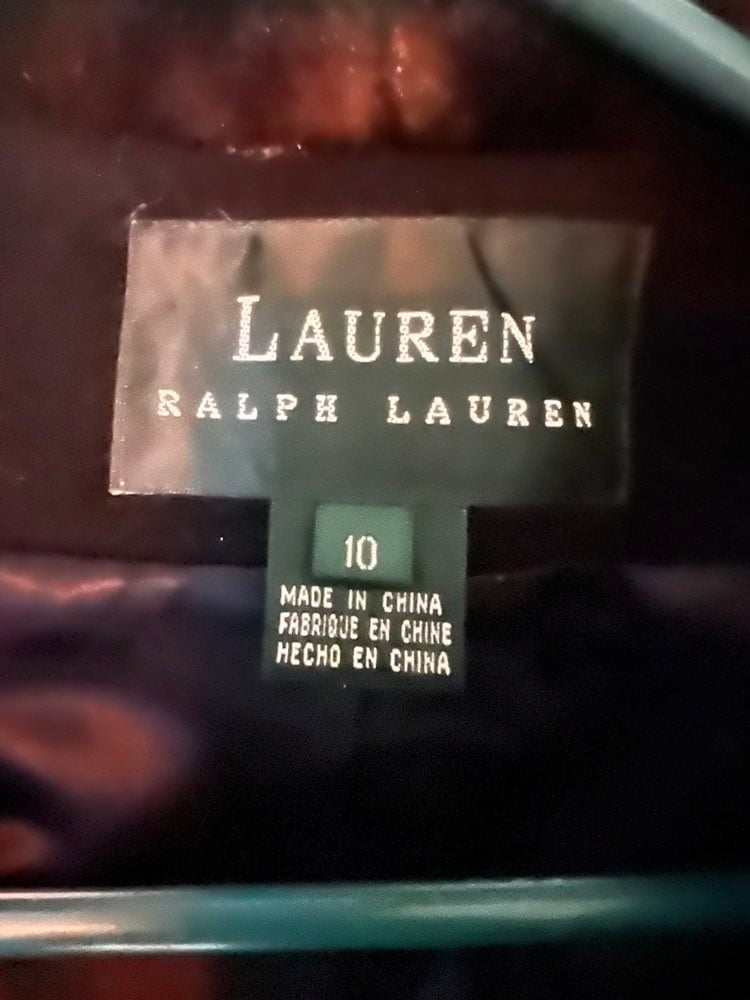 LAUREN
RALPH LAUREN
10
MADE IN CHINA
FABRIQUE EN CHINE
HECHO EN CHINA